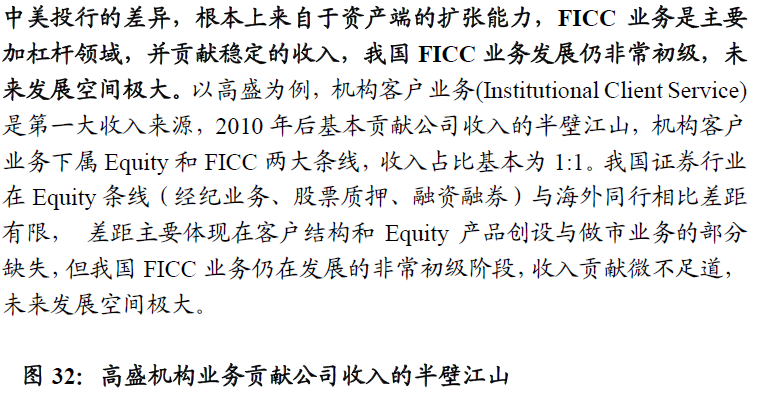 中美投行的差异，根本上来自于资产端的扩张能力，FICC 业务是主要
加杠杆领域，并贡献稳定的收入，我国 FICC 业务发展仍非常初级，未
来发展空间极大。以高盛为例，机构客户业务(Institutional Client Service)
是第一大收入来源，2010 年后基本贡献公司收入的半壁江山，机构客户
业务下属 Equity 和 FICC 两大条线，收入占比基本为 1:1。我国证券行业
在 Equity 条线（经纪业务、股票质押、融资融券）与海外同行相比差距
有限， 差距主要体现在客户结构和 Equity 产品创设与做市业务的部分
缺失，但我国 FICC 业务仍在发展的非常初级阶段，收入贡献微不足道，
未来发展空间极大。
图 32：高盛机构业务贡献公司收入的半壁江山